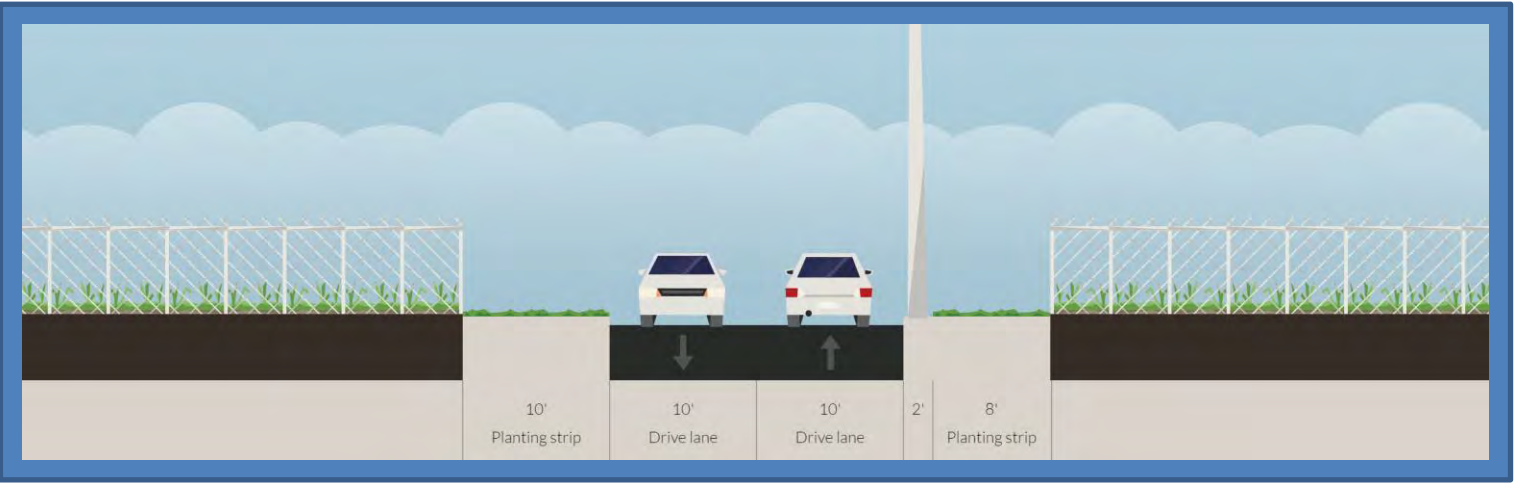 10' 10' 10' 2' 8'
Planting strip Drive lane Drive lane Planting strip